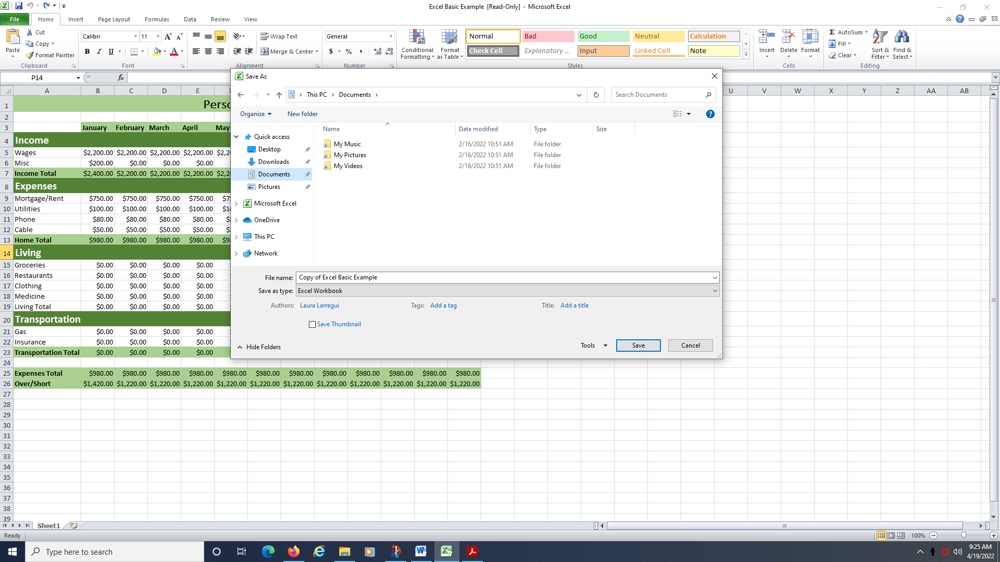 Excel Basic Example [Read-Only] - Microsoft Excel
File Home Insert Page Layout Formulas Data Review View
Paste
Cut
Copy
Format Painter
Clipboard
Calibri 11
B I U
Font
Wrap Text
Merge & Center
Alignment
General
$ % ,
Number
Conditional Formatting
Format as Table
Normal Bad Good Neutral Calculation
Check Cell Explanatory ... Input Linked Cell Note
Styles
Insert Delete Format
Cells
AutoSum
Fill
Clear
Sort & Filter
Find & Select
Editing
P14 fx
A B C D E U V W X Y Z AA AB
1 Perso
2
3 January February March April May
4 Income
5 Wages $2,200.00 $2,200.00 $2,200.00 $2,200.00 $2,20
6 Misc $200.00 $0.00 $0.00 $0.00
7 Income Total $2,400.00 $2,200.00 $2,200.00 $2,200.00 $2,20
8 Expenses
9 Mortgage/Rent $750.00 $750.00 $750.00 $750.00 $75
10 Utilities $100.00 $100.00 $100.00 $100.00 $10
11 Phone $80.00 $80.00 $80.00 $80.00
12 Cable $50.00 $50.00 $50.00 $50.00
13 Home Total $980.00 $980.00 $980.00 $980.00 $98
14 Living
15 Groceries $0.00 $0.00 $0.00 $0.00
16 Restaurants $0.00 $0.00 $0.00 $0.00
17 Clothing $0.00 $0.00 $0.00 $0.00
18 Medicine $0.00 $0.00 $0.00 $0.00
19 Living Total $0.00 $0.00 $0.00 $0.00
20 Transportation
21 Gas $0.00 $0.00 $0.00 $0.00
22 Insurance $0.00 $0.00 $0.00 $0.00
23 Transportation Total $0.00 $0.00 $0.00 $0.00
24
25 Expenses Total $980.00 $980.00 $980.00 $980.00 $980.00 $980.00 $980.00 $980.00 $980.00 $980.00 $980.00 $980.00
26 Over/Short $1,420.00 $1,220.00 $1,220.00 $1,220.00 $1,220.00 $1,220.00 $1,220.00 $1,220.00 $1,220.00 $1,220.00 $1,220.00 $1,220.00
27
28
29
30
31
32
33
34
35
36
37
38
39
Save As
This PC Documents
Search Documents
Organize New folder
Quick access
Desktop
Downloads
Documents
Pictures
Microsoft Excel
OneDrive
This PC
Network
Name Date modified Type Size
My Music 2/16/2022 10:51 AM File folder
My Pictures 2/16/2022 10:51 AM File folder
My Videos 2/16/2022 10:51 AM File folder
File name: Copy of Excel Basic Example
Save as type: Excel Workbook
Authors: Laura Larregui Tags: Add a tag Title: Add a title
Save Thumbnail
Hide Folders Tools Save Cancel
Sheet1
Ready 100%
Type here to search
9:25 AM
4/19/2022